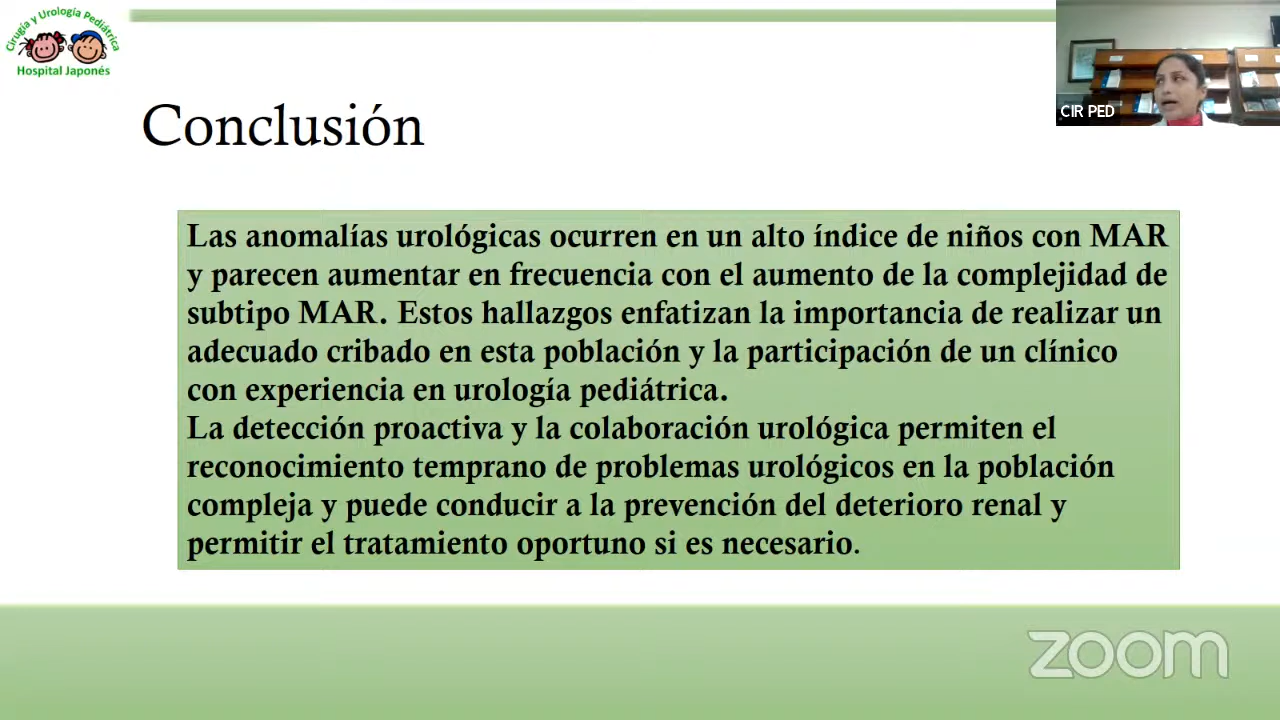 Cirugía y Urología Pediátrica
Hospital Japonés
CIR PED
Conclusión
Las anomalías urológicas ocurren en un alto índice de niños con MAR
y parecen aumentar en frecuencia con el aumento de la complejidad de
subtipo MAR. Estos hallazgos enfatizan la importancia de realizar un
adecuado cribado en esta población y la participación de un clínico
con experiencia en urología pediátrica.
La detección proactiva y la colaboración urológica permiten el
reconocimiento temprano de problemas urológicos en la población
compleja y puede conducir a la prevención del deterioro renal y
permitir el tratamiento oportuno si es necesario.
zoom